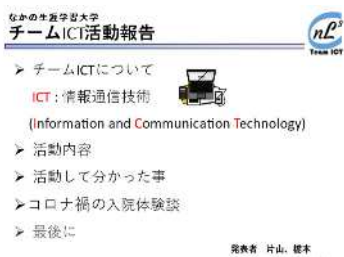 なかの生涯学習大学
チームICT活動報告
nLs
Team ICT
➢ チームICTについて
ICT : 情報通信技術
(Information and Communication Technology)
➢ 活動内容
➢ 活動して分かった事
➢コロナ禍の入院体験談
➢ 最後に
発表者 片山、橋本